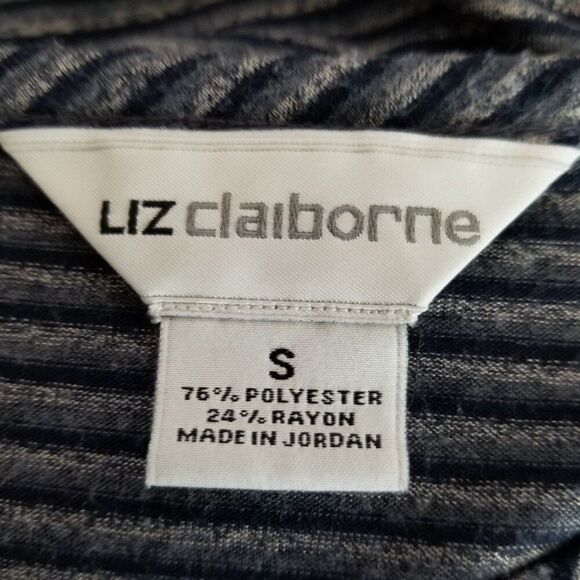 LIZ claiborne
S
76% POLYESTER
24% RAYON
MADE IN JORDAN